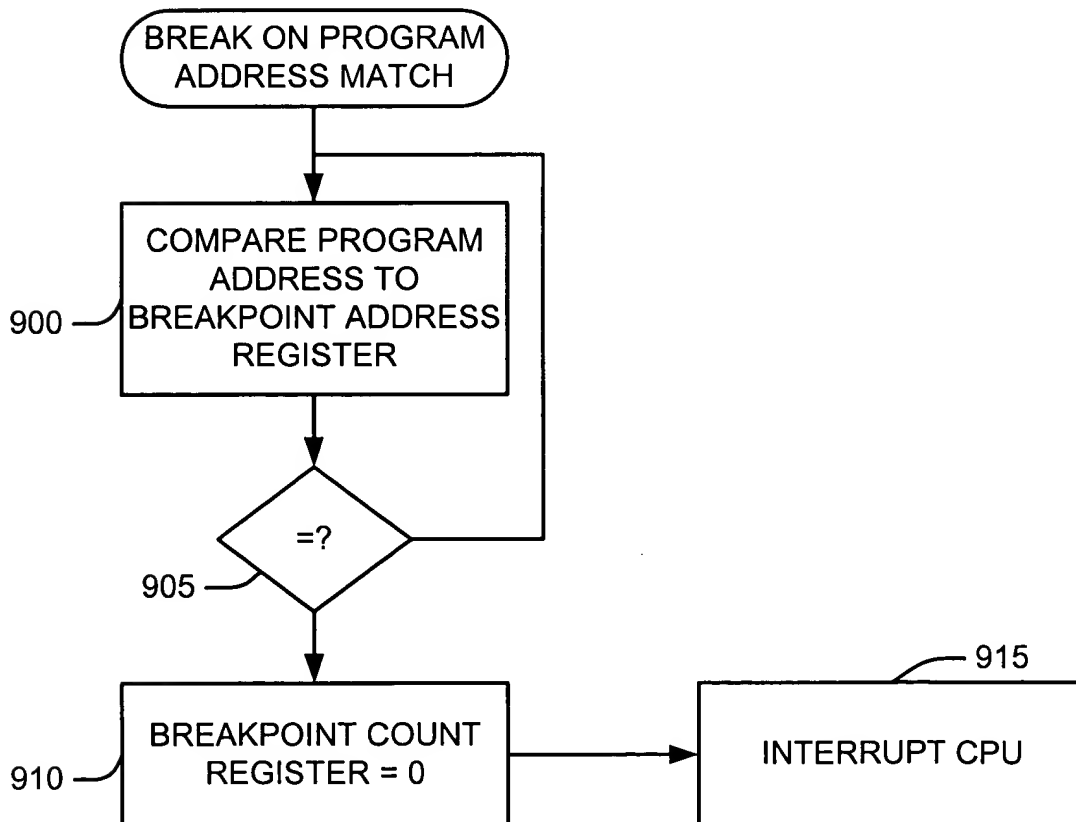 BREAK ON PROGRAM
ADDRESS MATCH
COMPARE PROGRAM
ADDRESS TO
BREAKPOINT ADDRESS
REGISTER
900
=?
905
915
BREAKPOINT COUNT
REGISTER = 0
910
INTERRUPT CPU